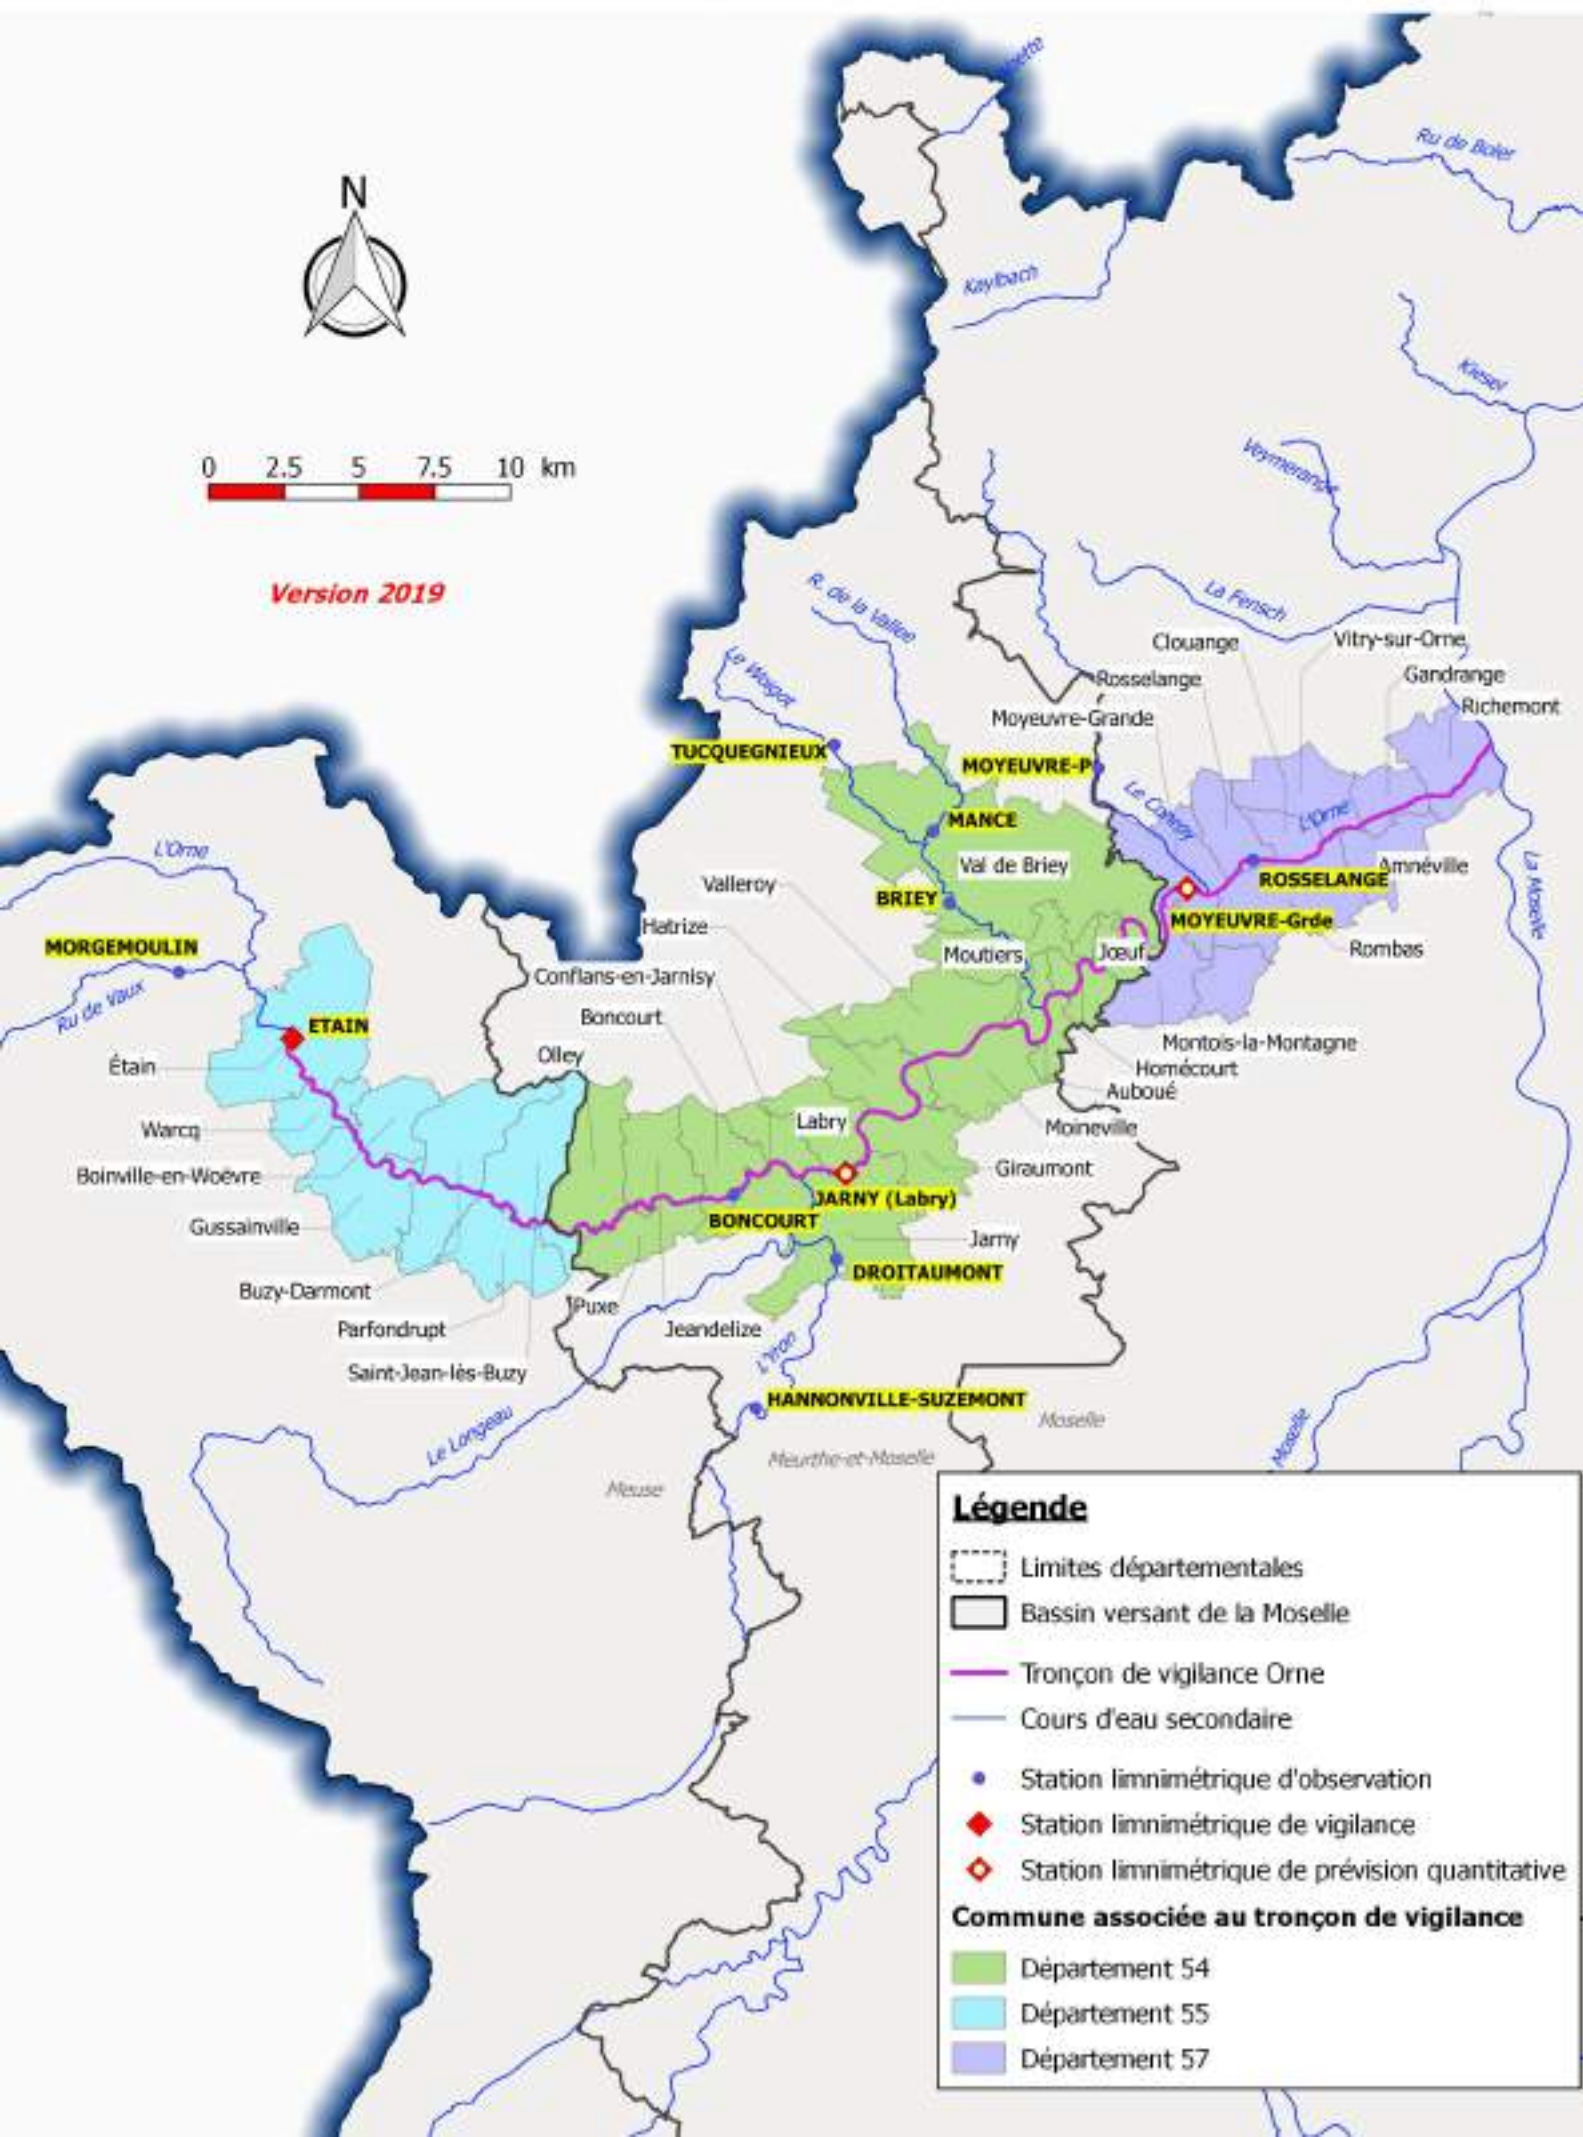 Ru de Boler
N
Kaylbach
Kiesel
0 2.5 5 7.5 10 km
Veymerange
Version 2019
R. de la Vallée
La Fensch
Clouange
Vitry-sur-Orne
Le Woigot
Rosselange
Gandrange
Richemont
Moyeuvre-Grande
TUCQUEGNIEUX
MOYEUVRE-P
Le Conroy
MANCE
L'Orne
L'Orne
Val de Briey
Amnéville
La Moselle
ROSSELANGE
Valleroy
BRIEY
MOYEUVRE-Grde
Hatrize
MORGEMOULIN
Moutiers
Jœuf
Rombas
Conflans-en-Jarnisy
Ru de Vaux
Boncourt
ETAIN
Montois-la-Montagne
Olley
Étain
Homécourt
Auboué
Labry
Warcq
Moineville
Boinville-en-Woëvre
Giraumont
JARNY (Labry)
Gussainville
BONCOURT
Jarny
DROITAUMONT
Buzy-Darmont
Puxe
Parfondrupt
Jeandelize
L'Yron
Saint-Jean-lès-Buzy
HANNONVILLE-SUZEMONT
Moselle
Le Longeau
Moselle
Meurthe-et-Moselle
Meuse
Légende
Limites départementales
Bassin versant de la Moselle
Tronçon de vigilance Orne
Cours d'eau secondaire
Station limnimétrique d'observation
Station limnimétrique de vigilance
Station limnimétrique de prévision quantitative
Commune associée au tronçon de vigilance
Département 54
Département 55
Département 57